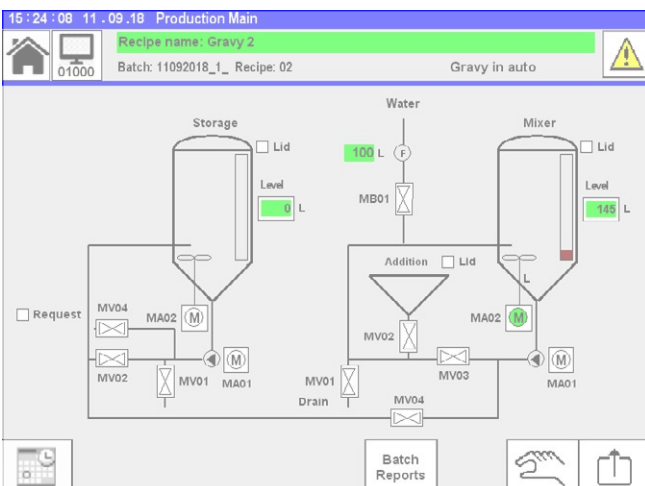 15:24:08 11.09.18 Production Main
Recipe name: Gravy 2
01000
Batch: 11092018_1_ Recipe: 02
Gravy in auto
Water
Storage
Mixer
Lid
100 L
F
Lid
Level
0 L
MB01
Level
145 L
Addition
Lid
L
Request
MV04
MA02
M
MV02
MA02
M
MV02
MV01
M
MA01
MV01
Drain
MV03
M
MA01
MV04
Batch
Reports